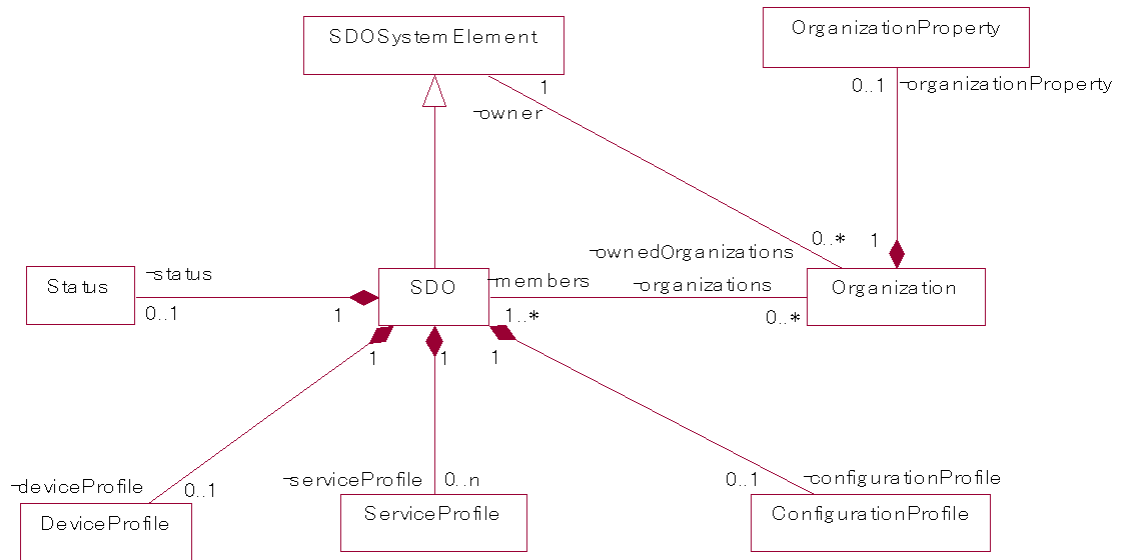 SDOSystemElement
OrganizationProperty
1
0..1
-organizationProperty
-owner
0..*
1
-ownedOrganizations
-status
Status
0..1
1
SDO
-members
-organizations
1..*
0..*
Organization
1
1
1
-deviceProfile
0..1
-serviceProfile
0..n
0..1
-configurationProfile
DeviceProfile
ServiceProfile
ConfigurationProfile